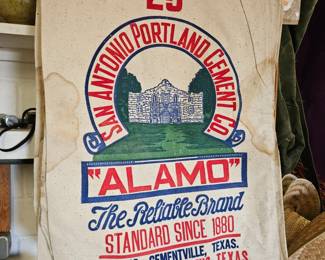 25
SAN ANTONIO PORTLAND CEMENT CO.
"ALAMO"
The Reliable Brand
STANDARD SINCE 1880
CEMENTVILLE, TEXAS.
TEXAS